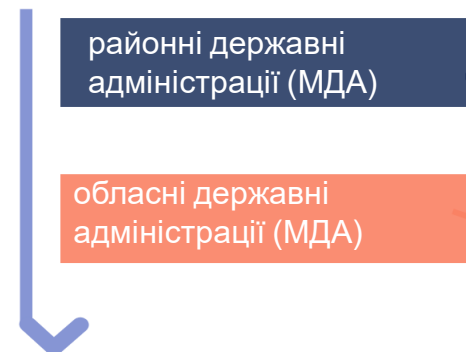 районні державні
адміністрації (МДА)
обласні державні
адміністрації (МДА)